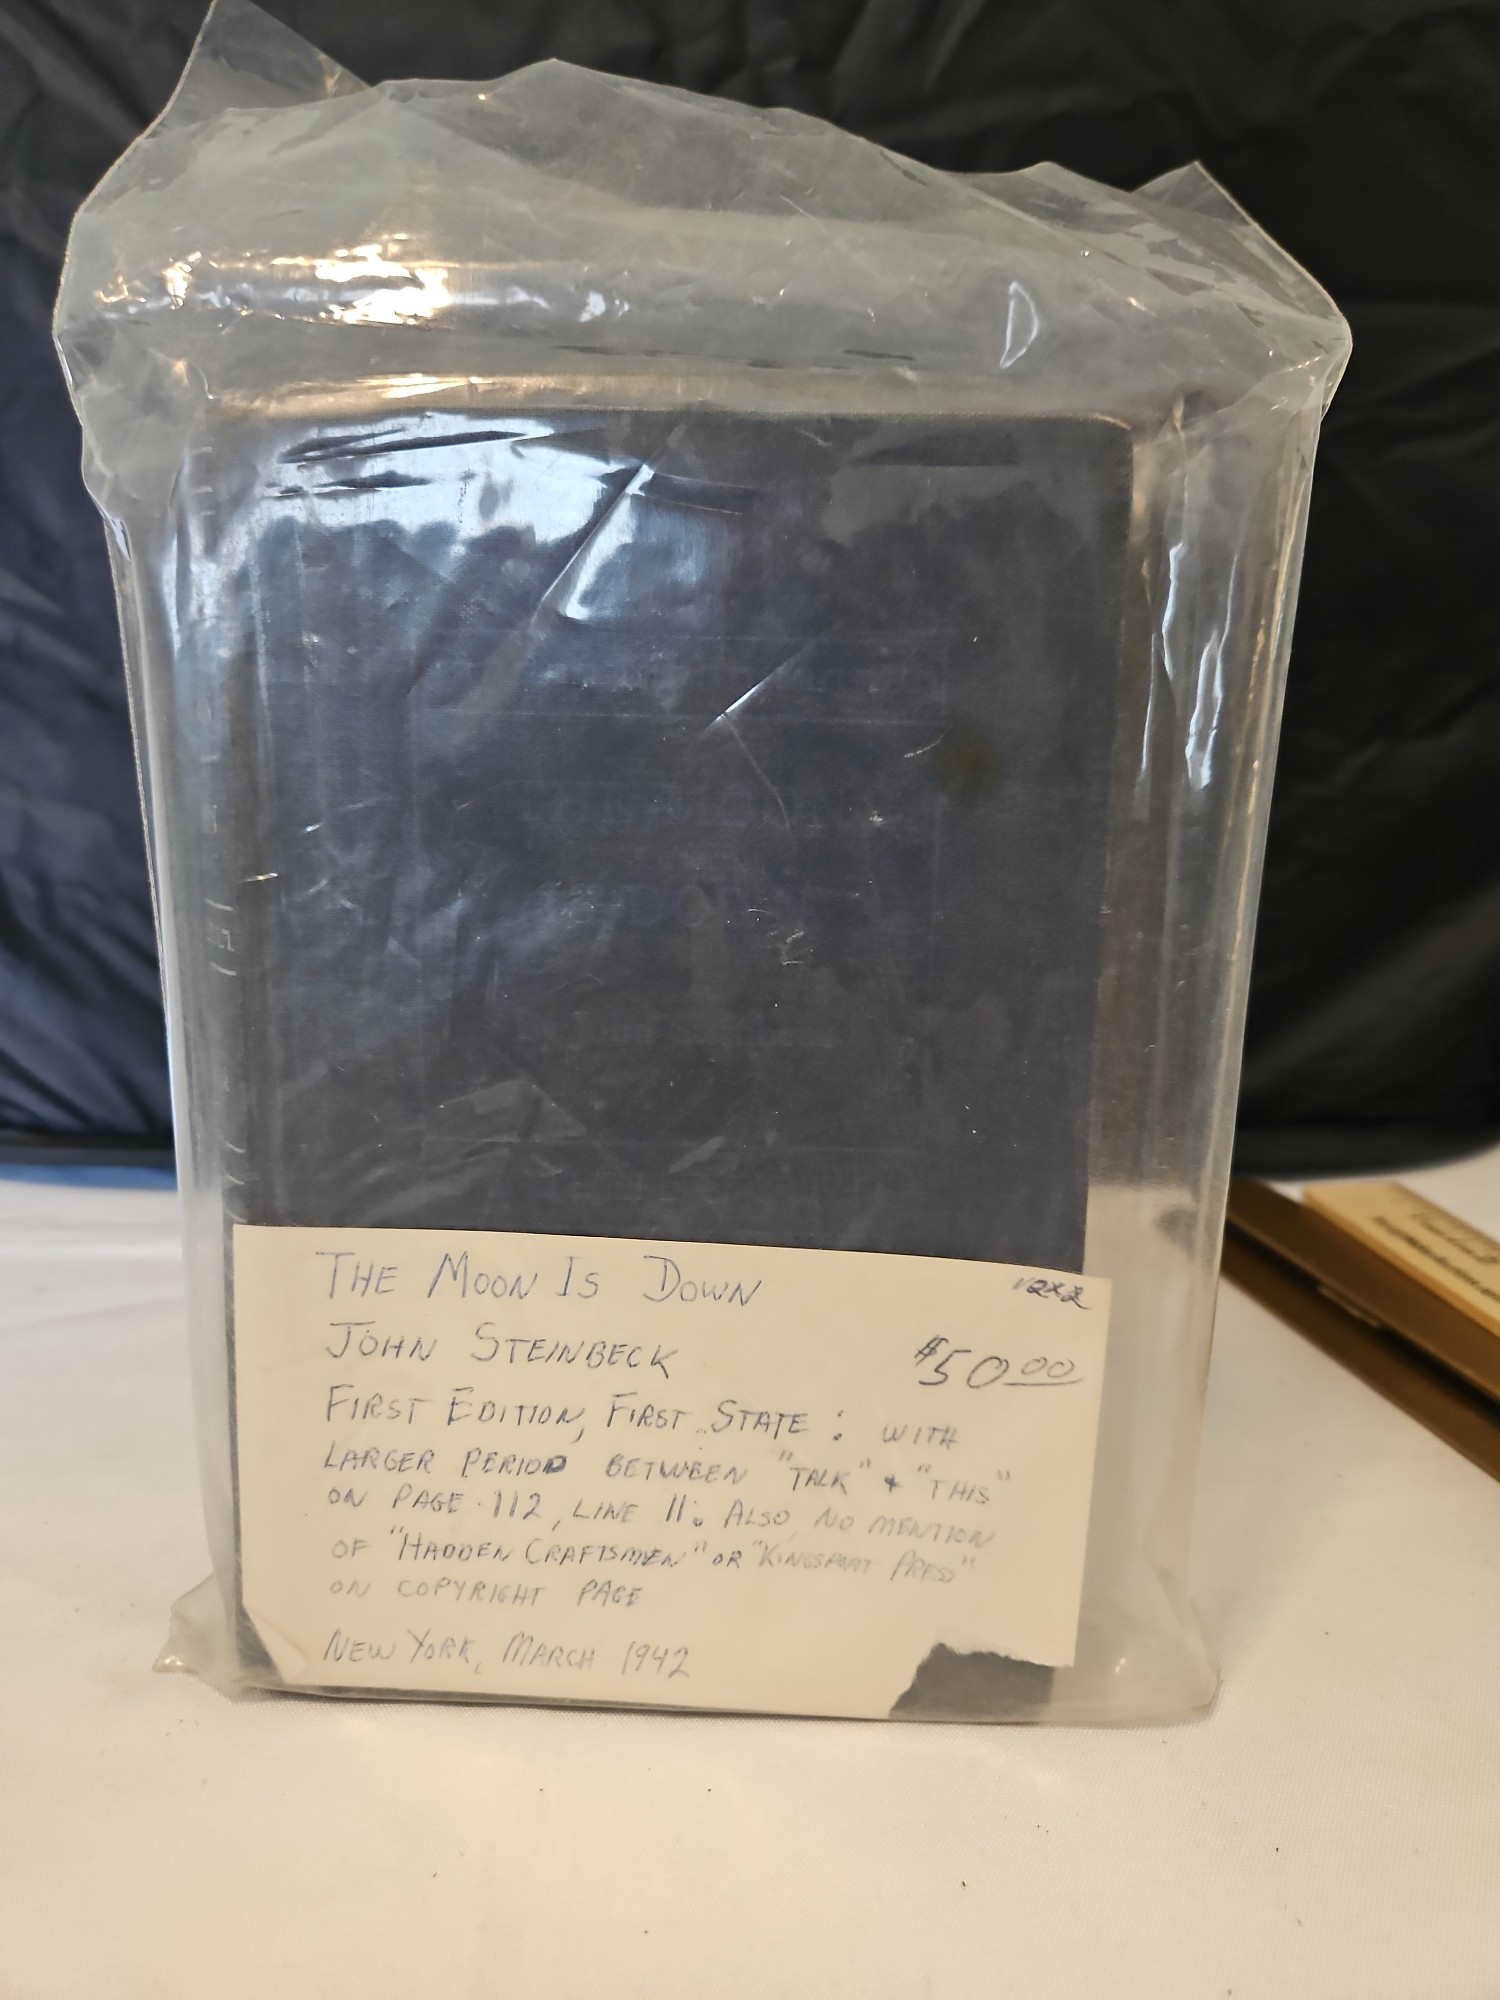 THE MOON IS DOWN
JOHN STEINBECK
$50.00
FIRST EDITION, FIRST STATE: WITH
LARGER PERIOD BETWEEN "TALK" & "THIS"
ON PAGE 112, LINE 11. ALSO, NO MENTION
OF "HADDEN CRAFTSMEN" OR "KINGSPORT PRESS"
ON COPYRIGHT PAGE
NEW YORK, MARCH 1942